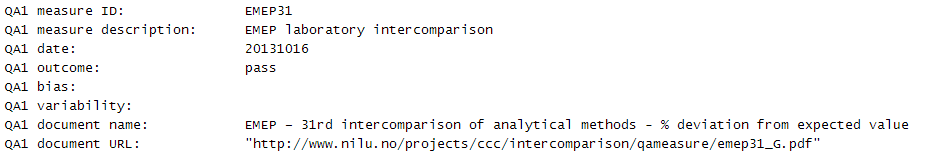 QA1 measure ID: EMEP31
QA1 measure description: EMEP laboratory intercomparison
QA1 date: 20131016
QA1 outcome: pass
QA1 bias:
QA1 variability:
QA1 document name: EMEP – 31rd intercomparison of analytical methods - % deviation from expected value
QA1 document URL: "http://www.nilu.no/projects/ccc/intercomparison/qameasure/emep31_G.pdf"